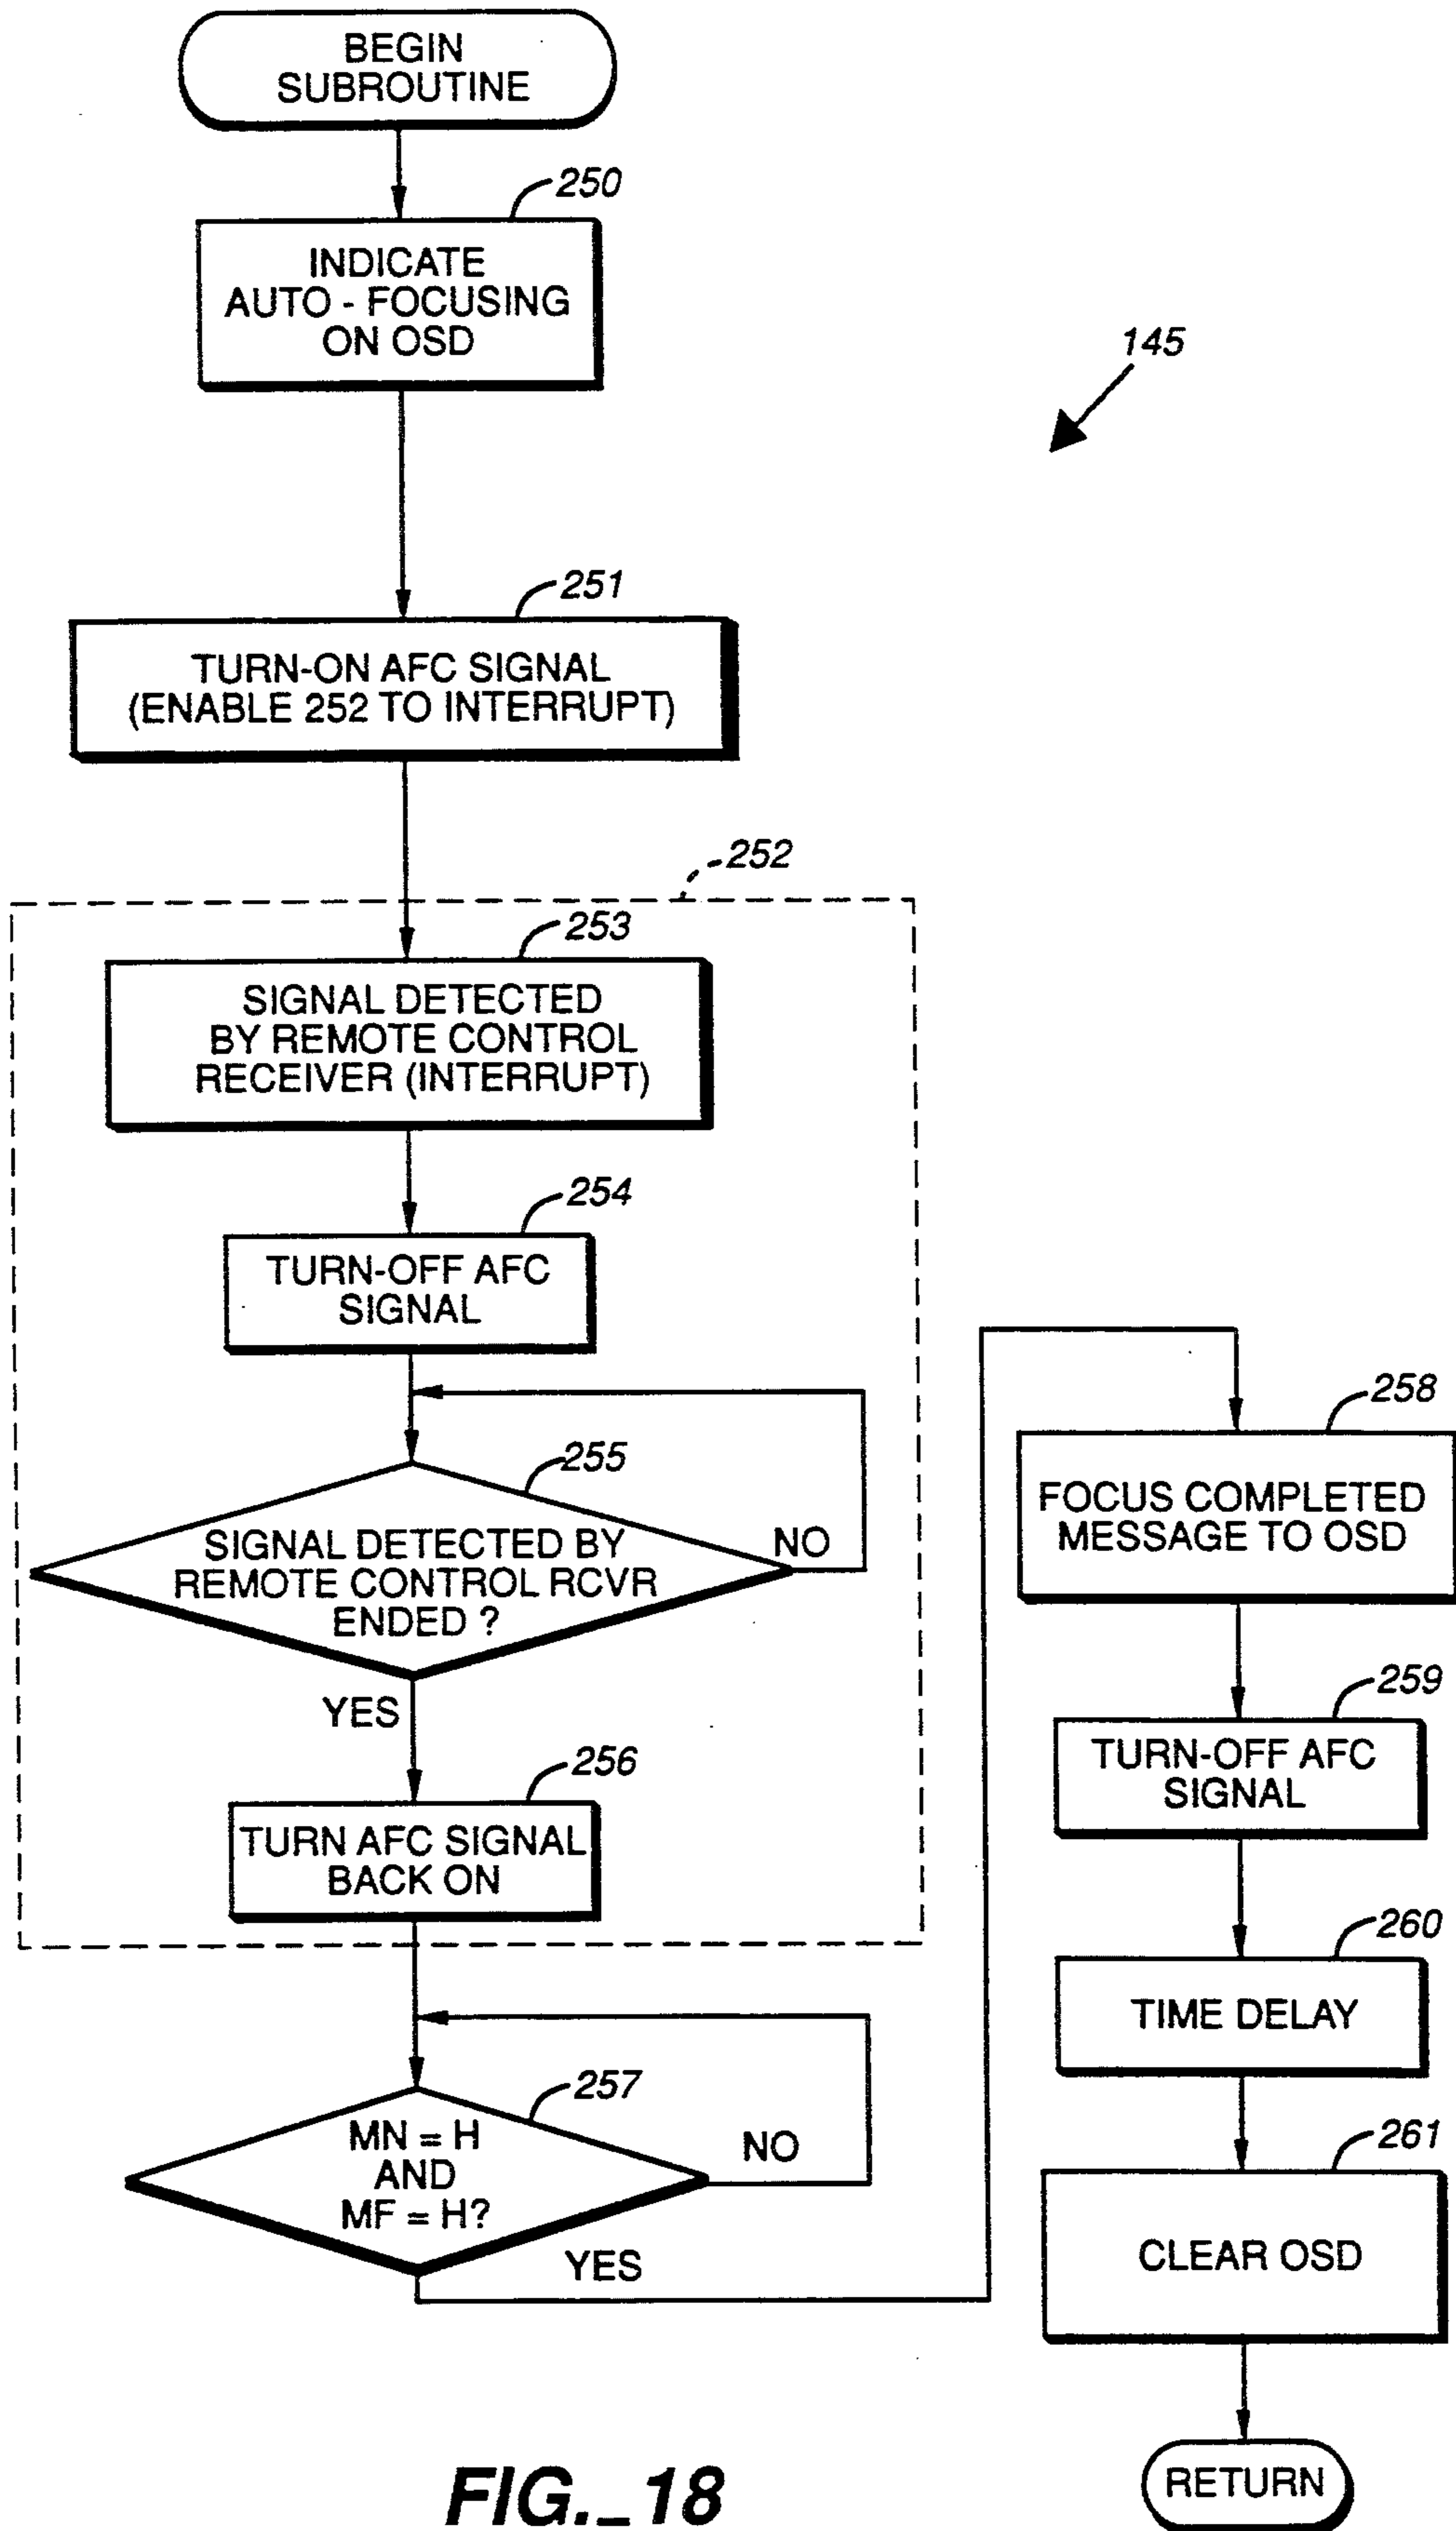 BEGIN
SUBROUTINE
250
INDICATE
AUTO - FOCUSING
ON OSD
145
251
TURN-ON AFC SIGNAL
(ENABLE 252 TO INTERRUPT)
252
253
SIGNAL DETECTED
BY REMOTE CONTROL
RECEIVER (INTERRUPT)
254
TURN-OFF AFC
SIGNAL
255
SIGNAL DETECTED BY
REMOTE CONTROL RCVR
ENDED ?
NO
YES
256
TURN AFC SIGNAL
BACK ON
257
MN = H
AND
MF = H?
NO
YES
258
FOCUS COMPLETED
MESSAGE TO OSD
259
TURN-OFF AFC
SIGNAL
260
TIME DELAY
261
CLEAR OSD
RETURN
FIG._18